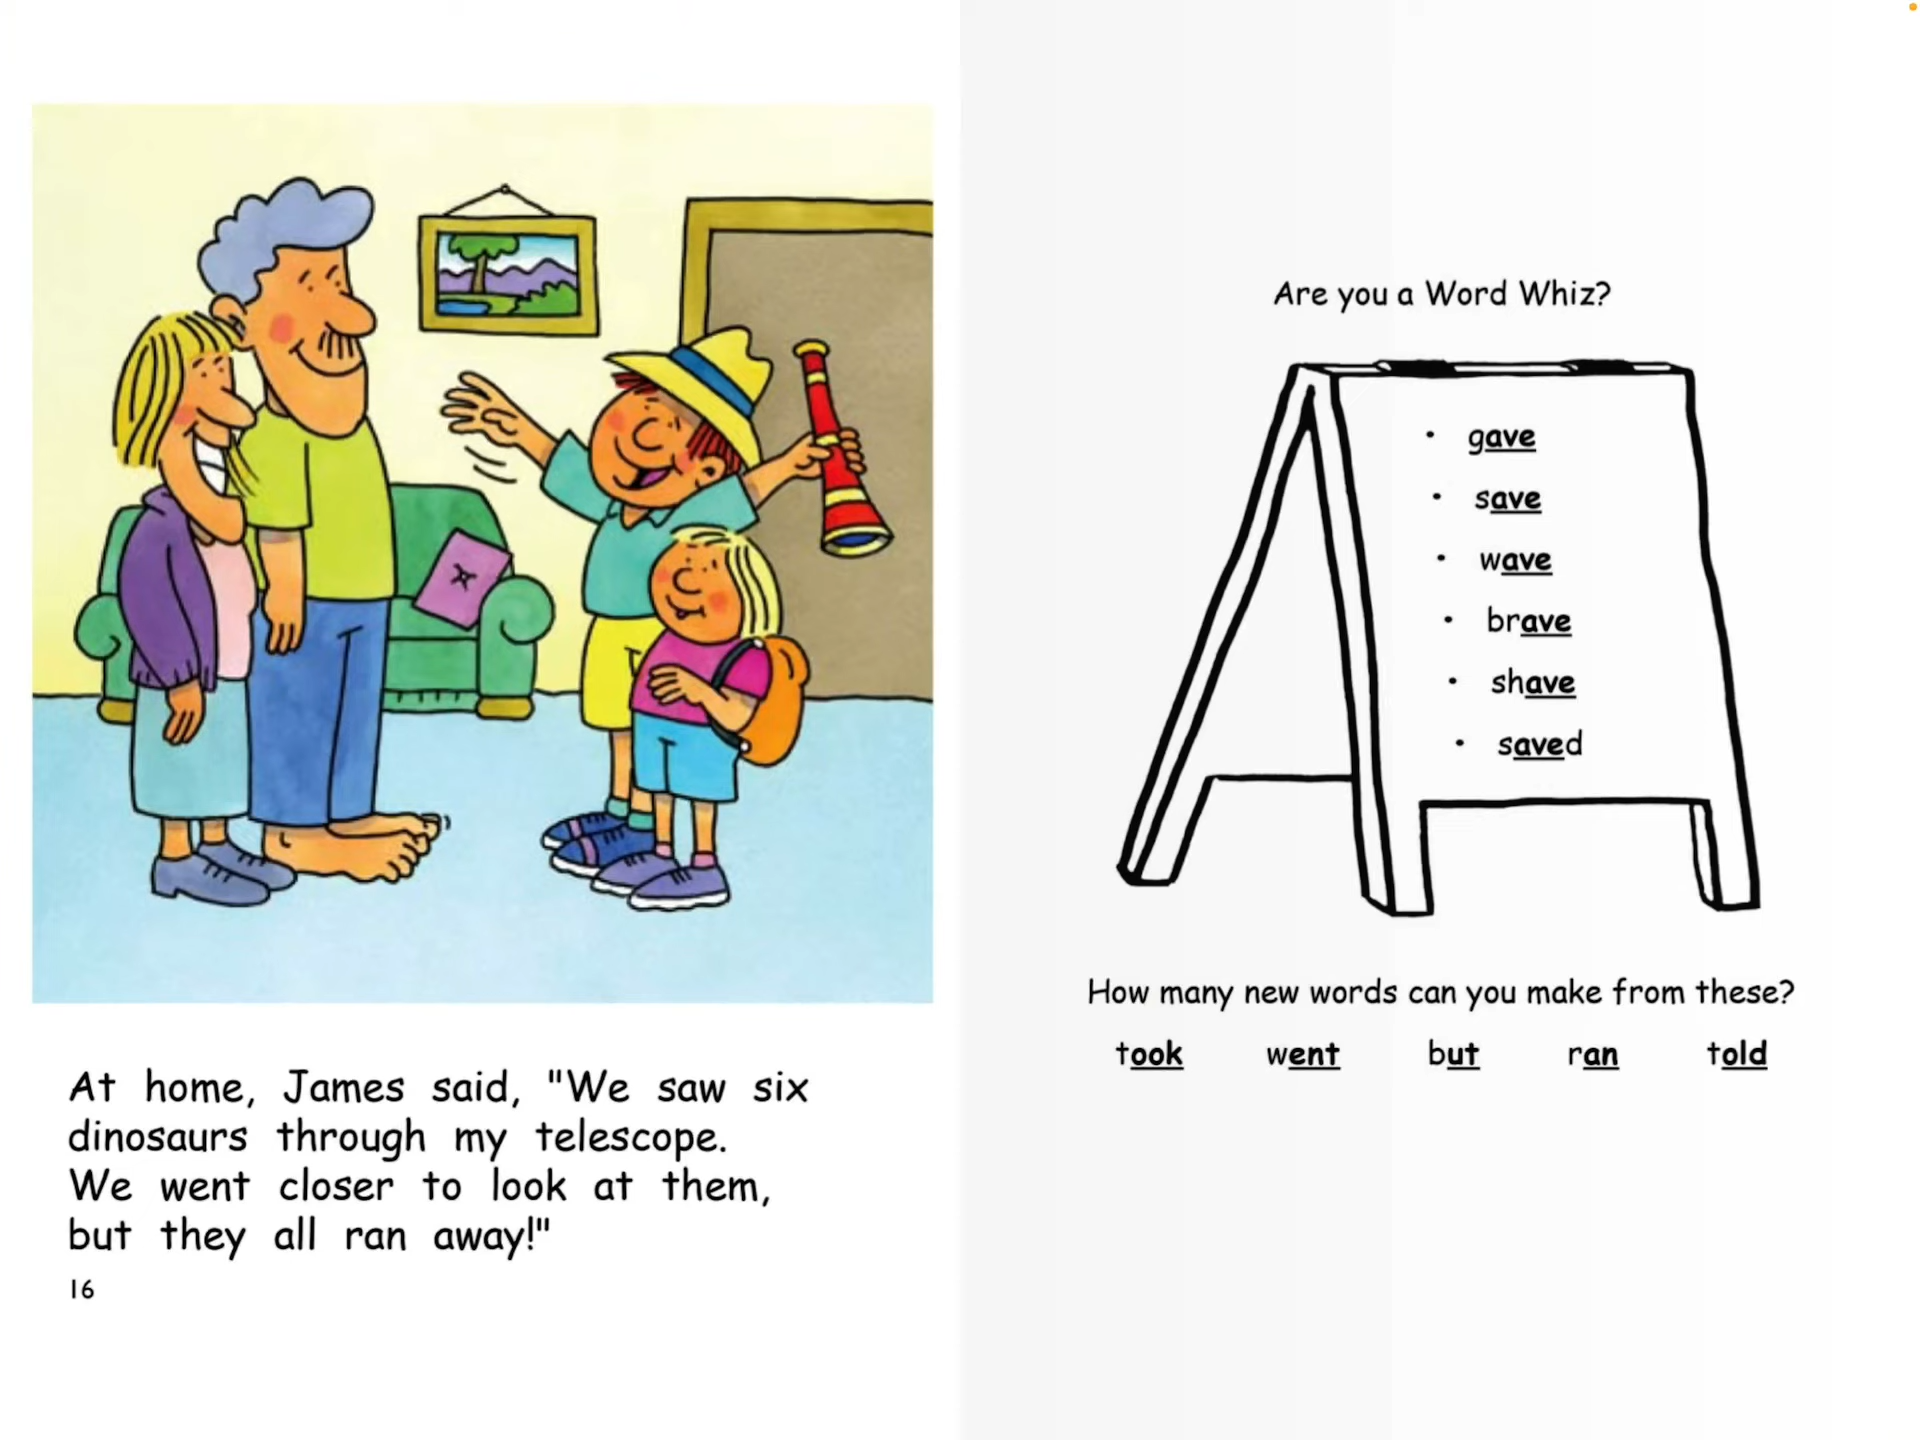 At home, James said, "We saw six
dinosaurs through my telescope.
We went closer to look at them,
but they all ran away!"
16
Are you a Word Whiz?
• gave
• save
• wave
• brave
• shave
• saved
How many new words can you make from these?
took went but ran told